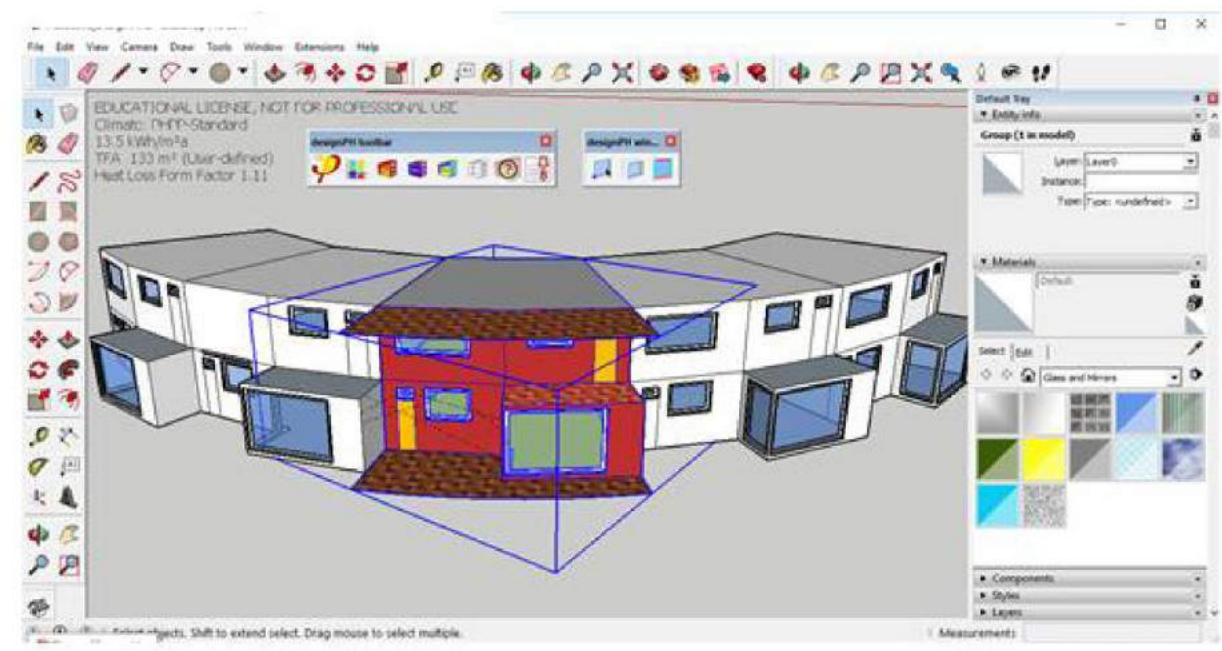 File Edit View Camera Draw Tools Window Extensions Help
EDUCATIONAL LICENSE, NOT FOR PROFESSIONAL USE
Climate: PHPP-Standard
13.5 kWh/m²a
TFA 133 m² (User-defined)
Heat Loss Form Factor 1.11
designPH toolbar
designPH win...
Default Tray
Entity Info
Group (1 in model)
Layer: Layer0
Instance:
Type: Type: <undefined>
Materials
Default
Select Edit
Glass and Mirrors
Components
Styles
Layers
Select objects. Shift to extend select. Drag mouse to select multiple.
Measurements